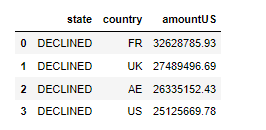 state country amountUS
0 DECLINED FR 32628785.93
1 DECLINED UK 27489496.69
2 DECLINED AE 26335152.43
3 DECLINED US 25125669.78